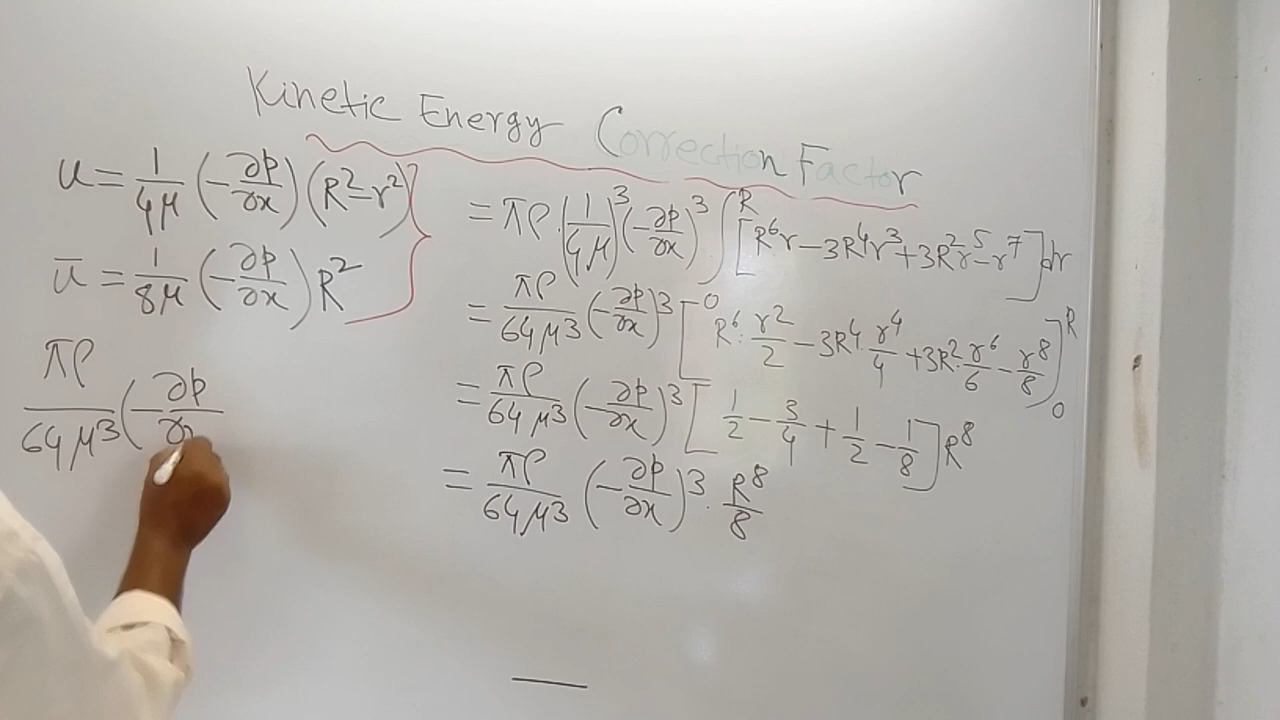 Kinetic Energy Correction Factor
u = 1/4μ (-∂p/∂x) (R²-r²)
ū = 1/8μ (-∂p/∂x) R²
πρ/64μ³ (-∂p/∂x
= πρ·(1/4μ)³ (-∂p/∂x)³ ∫₀ᴿ [R⁶r - 3R⁴r³ + 3R²r⁵ - r⁷] dr
= πρ/64μ³ (-∂p/∂x)³ [R⁶·r²/2 - 3R⁴·r⁴/4 + 3R²·r⁶/6 - r⁸/8]₀ᴿ
= πρ/64μ³ (-∂p/∂x)³ [1/2 - 3/4 + 1/2 - 1/8] R⁸
= πρ/64μ³ (-∂p/∂x)³ · R⁸/8